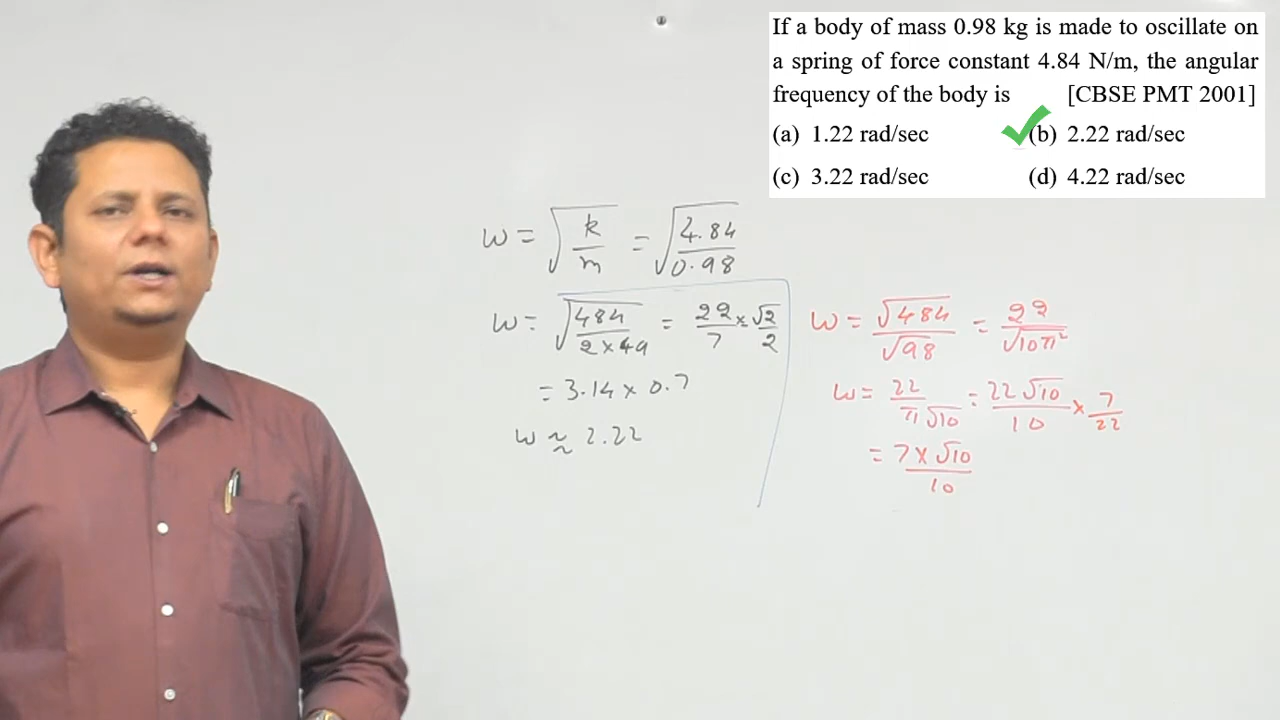 If a body of mass 0.98 kg is made to oscillate on
a spring of force constant 4.84 N/m, the angular
frequency of the body is [CBSE PMT 2001]
(a) 1.22 rad/sec (b) 2.22 rad/sec
(c) 3.22 rad/sec (d) 4.22 rad/sec
ω = √(k/m) = √(4.84/0.98)
ω = √(484/(2×49)) = 22/7 × √2/2
= 3.14 × 0.7
ω ≈ 2.22
ω = √484/√98 = 22/√(10π²)
ω = 22/(π√10) = 22√10/10 × 7/22
= 7×√10/10